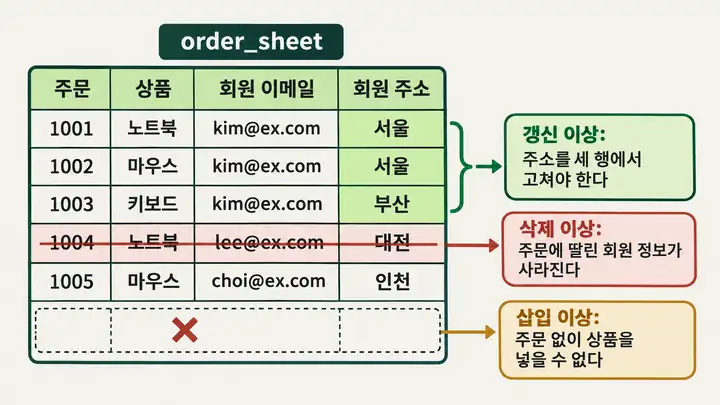 order_sheet
주문 상품 회원 이메일 회원 주소
1001 노트북 kim@ex.com 서울
1002 마우스 kim@ex.com 서울
1003 키보드 kim@ex.com 부산
1004 노트북 lee@ex.com 대전
1005 마우스 choi@ex.com 인천
갱신 이상:
주소를 세 행에서
고쳐야 한다
삭제 이상:
주문에 딸린 회원 정보가
사라진다
삽입 이상:
주문 없이 상품을
넣을 수 없다